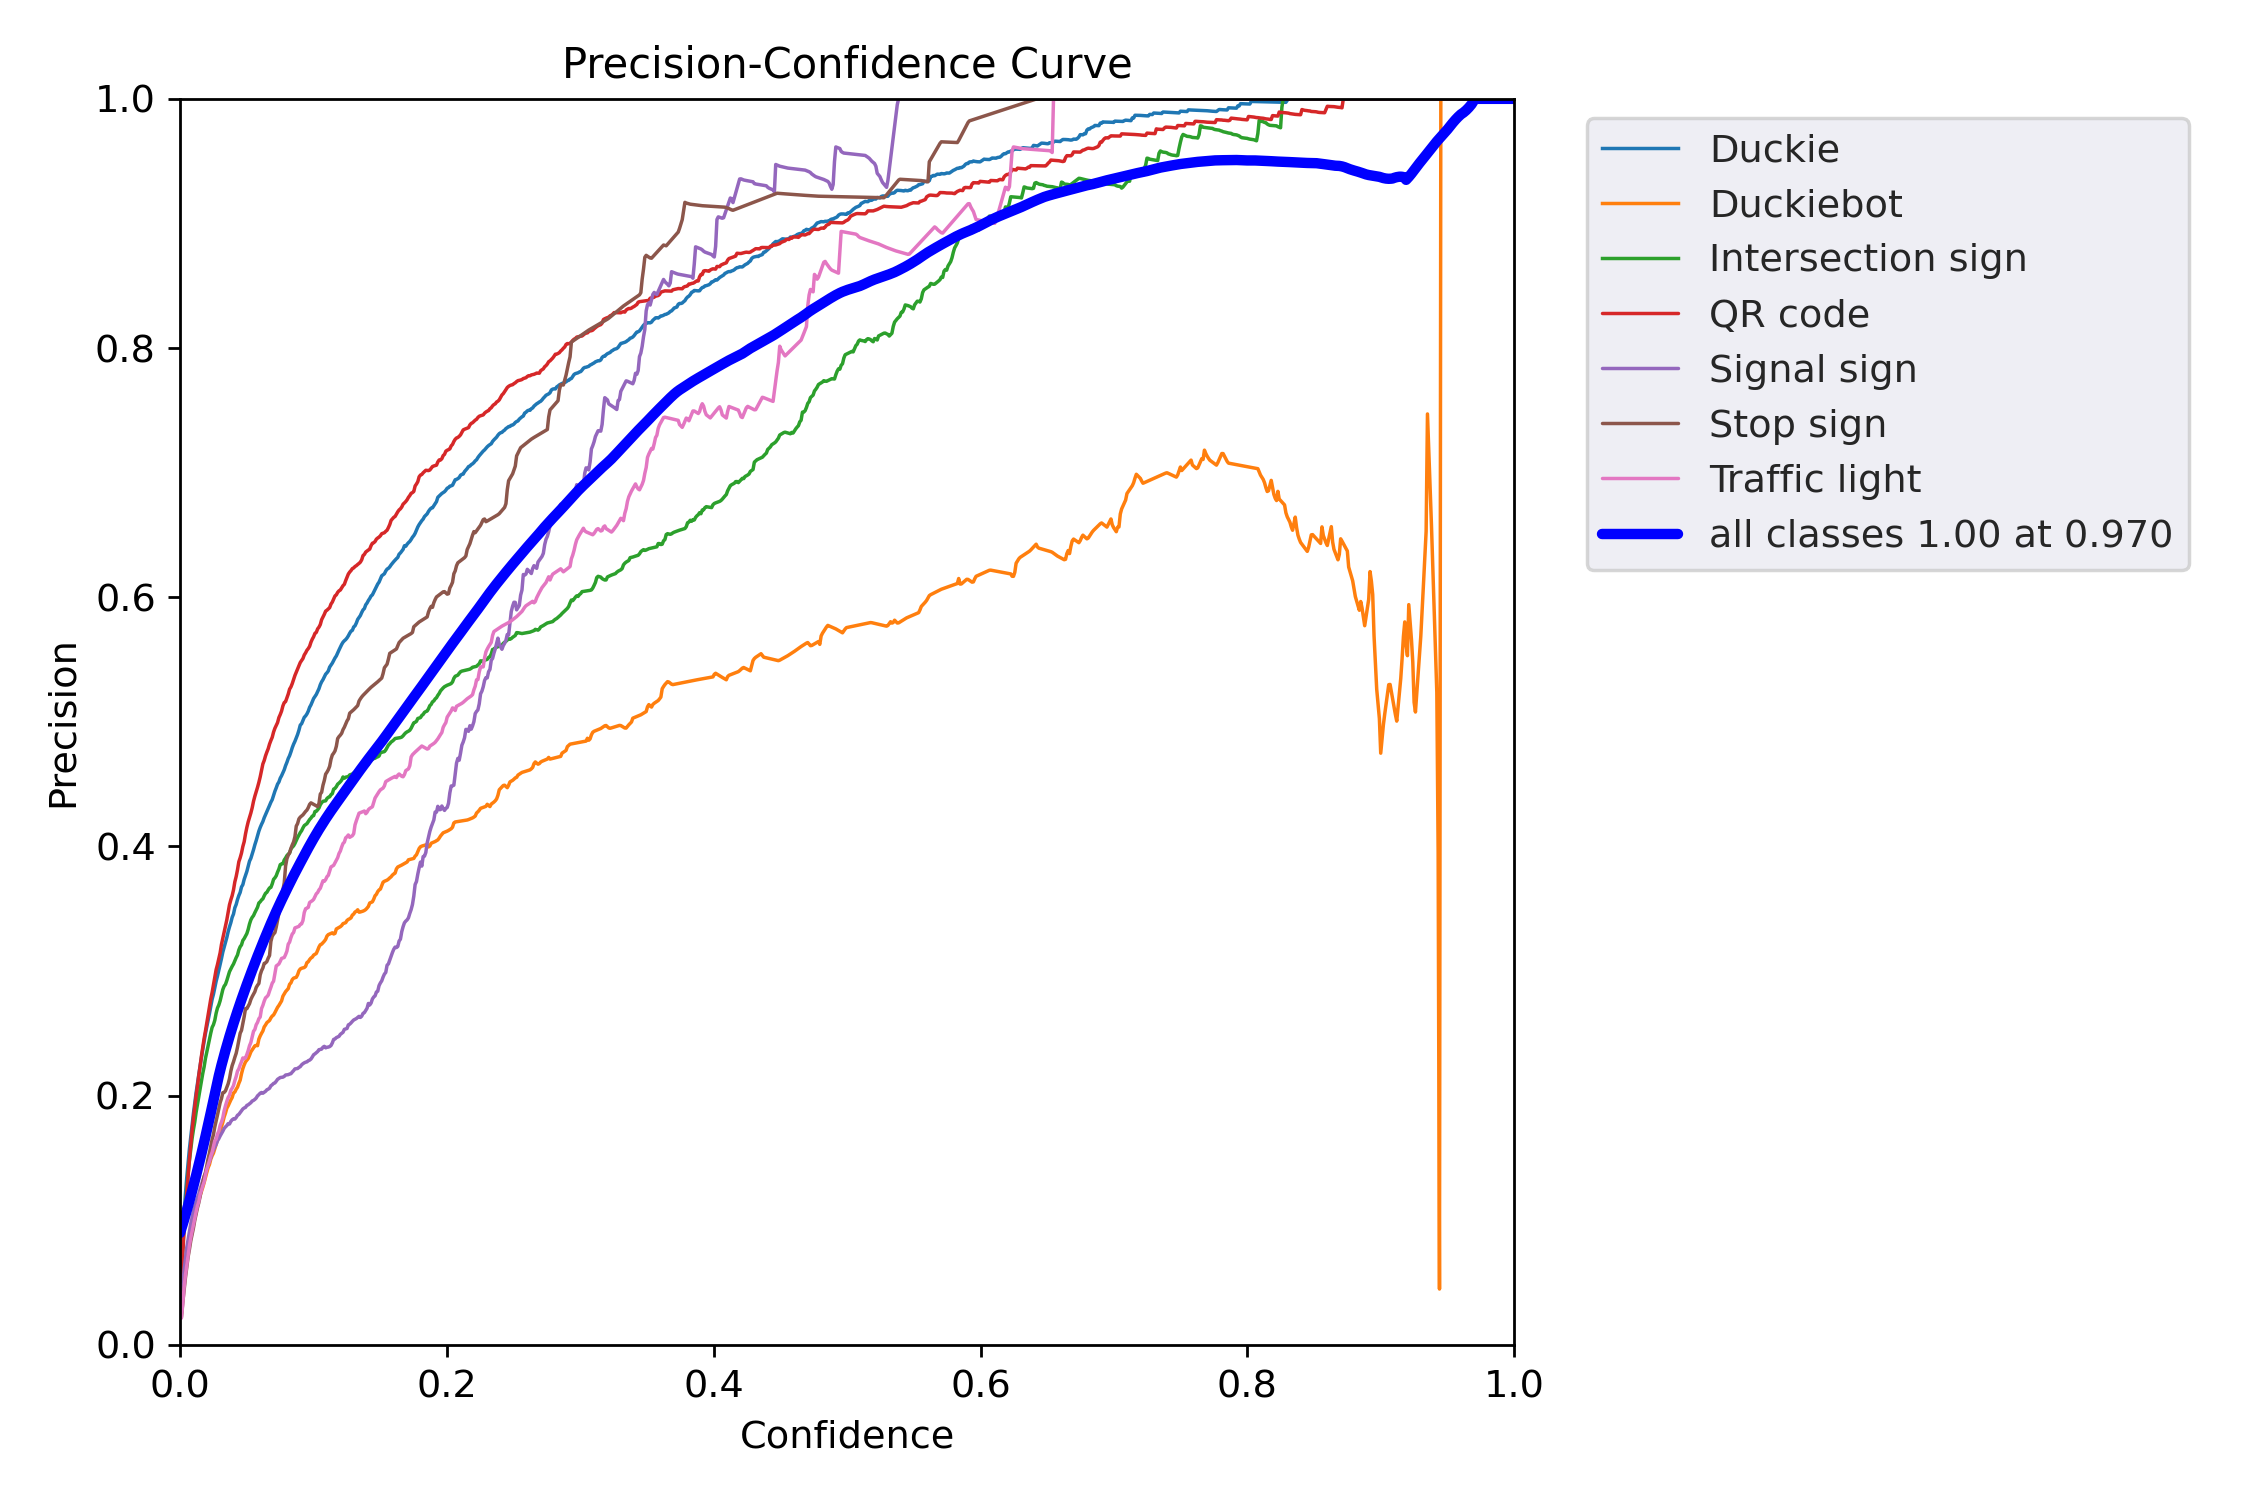 Precision-Confidence Curve
1.0
0.8
0.6
0.4
0.2
0.0
Precision
0.0 0.2 0.4 0.6 0.8 1.0
Confidence
Duckie
Duckiebot
Intersection sign
QR code
Signal sign
Stop sign
Traffic light
all classes 1.00 at 0.970